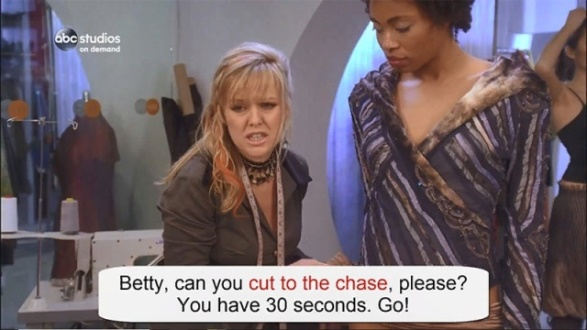 abc studios
on demand
Betty, can you cut to the chase, please?
You have 30 seconds. Go!